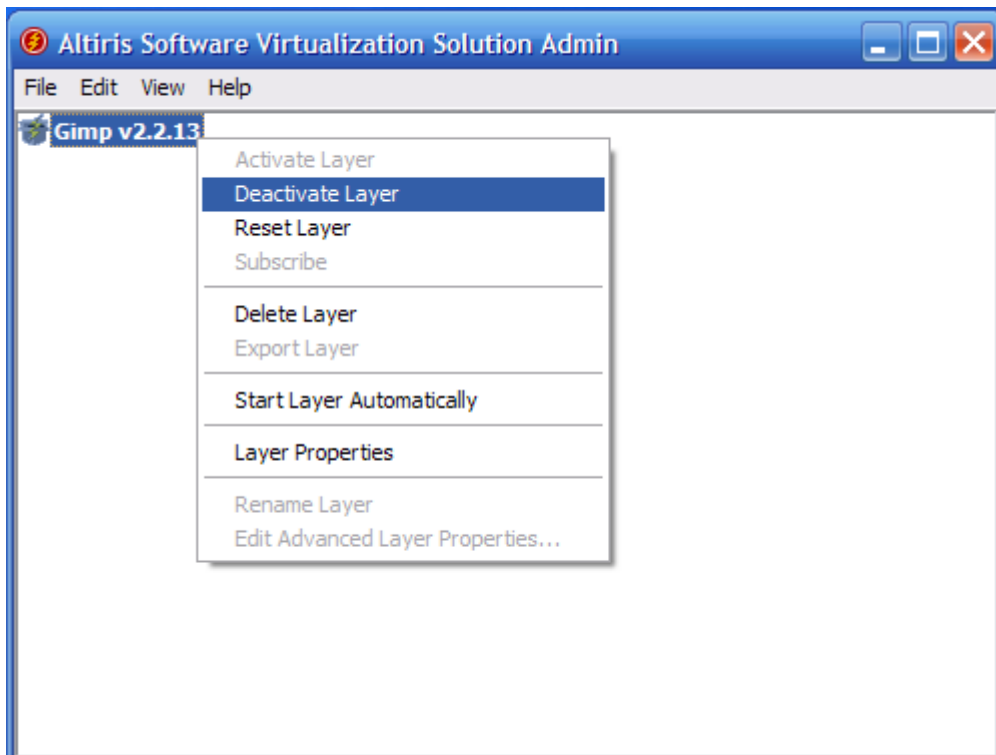 Altiris Software Virtualization Solution Admin
File Edit View Help
Gimp v2.2.13
Activate Layer
Deactivate Layer
Reset Layer
Subscribe
Delete Layer
Export Layer
Start Layer Automatically
Layer Properties
Rename Layer
Edit Advanced Layer Properties...